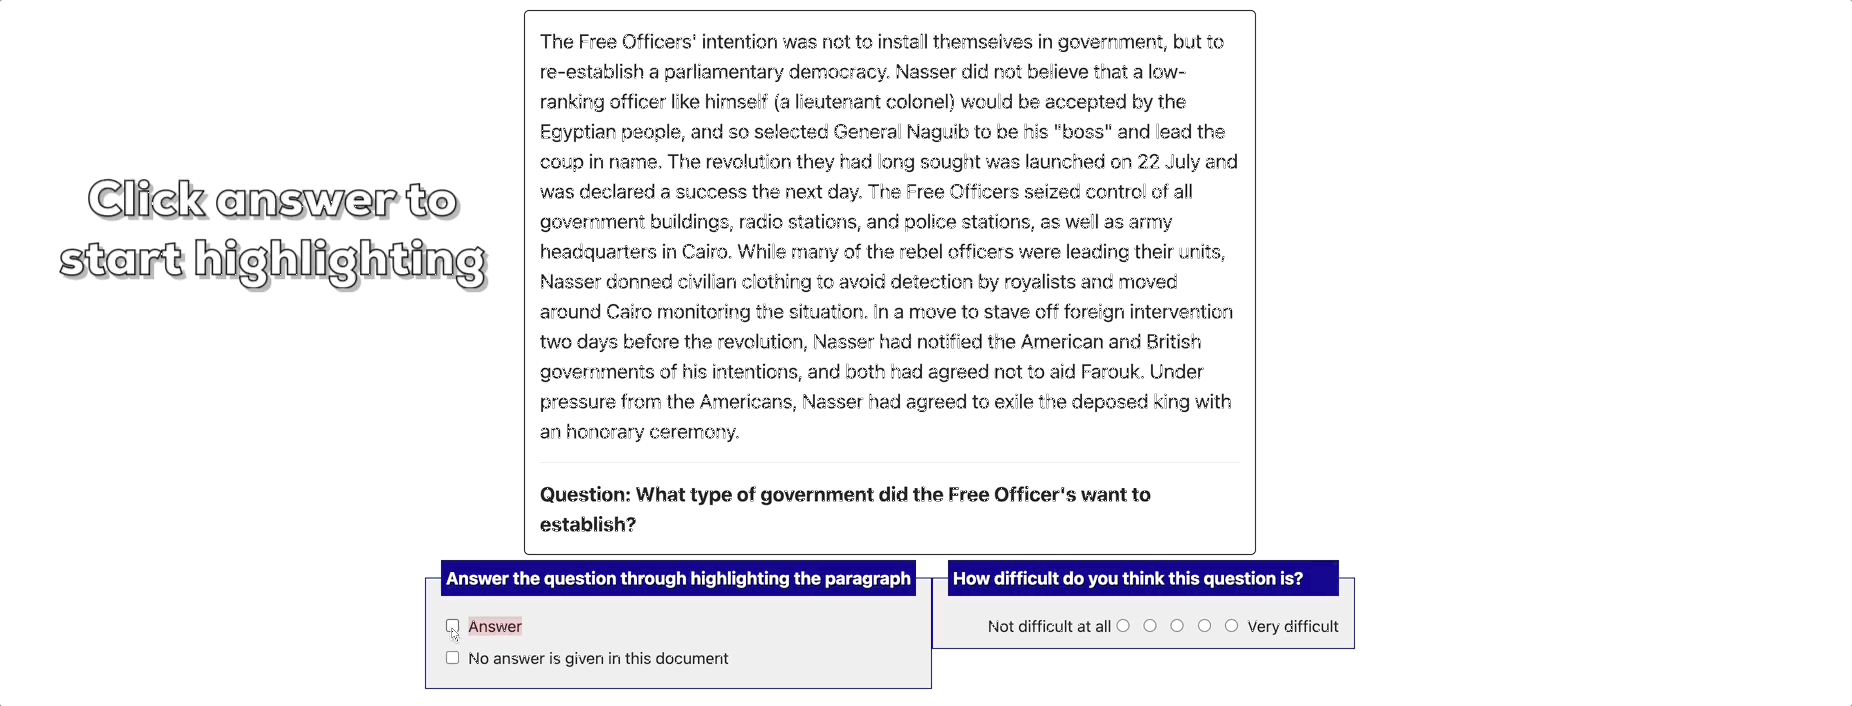 Click answer to
start highlighting
The Free Officers' intention was not to install themselves in government, but to
re-establish a parliamentary democracy. Nasser did not believe that a low-
ranking officer like himself (a lieutenant colonel) would be accepted by the
Egyptian people, and so selected General Naguib to be his "boss" and lead the
coup in name. The revolution they had long sought was launched on 22 July and
was declared a success the next day. The Free Officers seized control of all
government buildings, radio stations, and police stations, as well as army
headquarters in Cairo. While many of the rebel officers were leading their units,
Nasser donned civilian clothing to avoid detection by royalists and moved
around Cairo monitoring the situation. In a move to stave off foreign intervention
two days before the revolution, Nasser had notified the American and British
governments of his intentions, and both had agreed not to aid Farouk. Under
pressure from the Americans, Nasser had agreed to exile the deposed king with
an honorary ceremony.
Question: What type of government did the Free Officer's want to
establish?
Answer the question through highlighting the paragraph
Answer
No answer is given in this document
How difficult do you think this question is?
Not difficult at all Very difficult